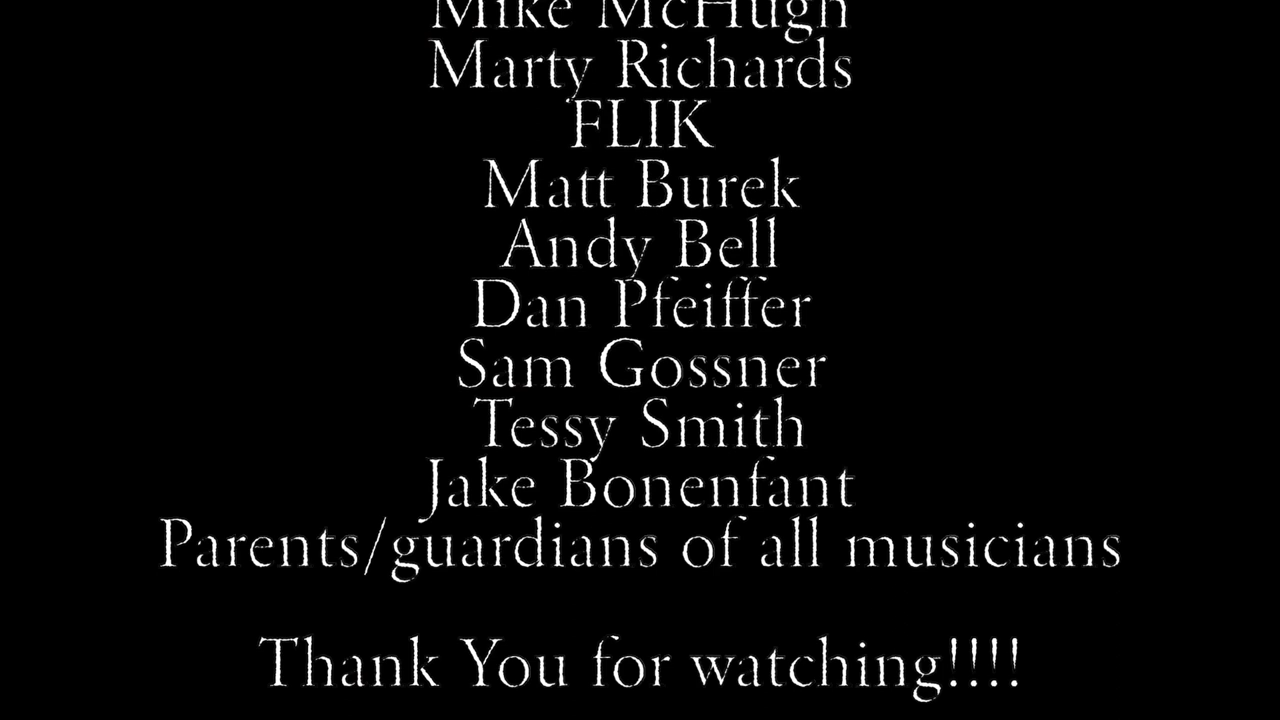 Mike McHugh
Marty Richards
FLIK
Matt Burek
Andy Bell
Dan Pfeiffer
Sam Gossner
Tessy Smith
Jake Bonenfant
Parents/guardians of all musicians
Thank You for watching!!!!